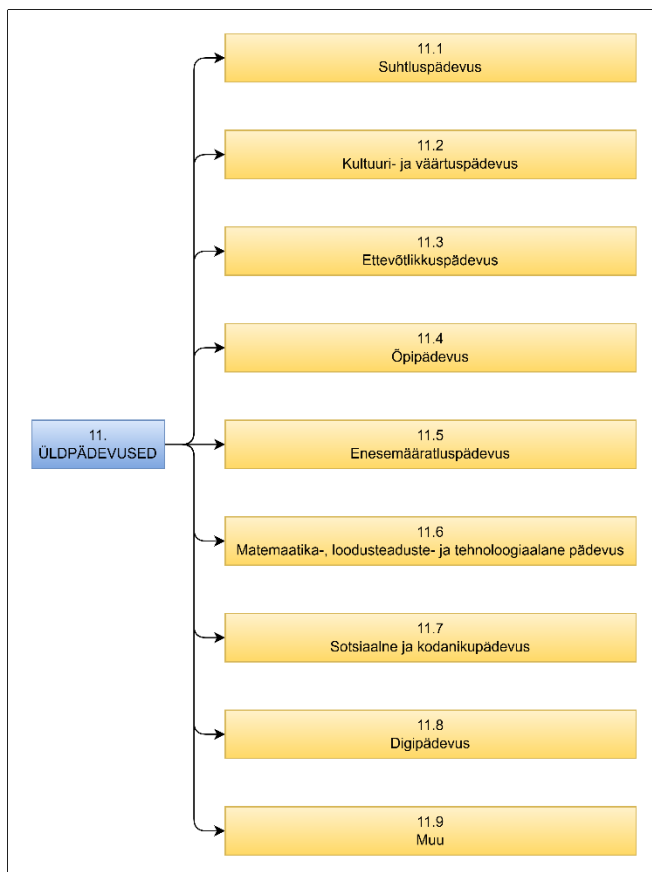 11.1
Suhtluspädevus
11.2
Kultuuri- ja väärtuspädevus
11.3
Ettevõtlikkuspädevus
11.4
Õpipädevus
11.
ÜLDPÄDEVUSED
11.5
Enesemääratluspädevus
11.6
Matemaatika-, loodusteaduste- ja tehnoloogiaalane pädevus
11.7
Sotsiaalne ja kodanikupädevus
11.8
Digipädevus
11.9
Muu